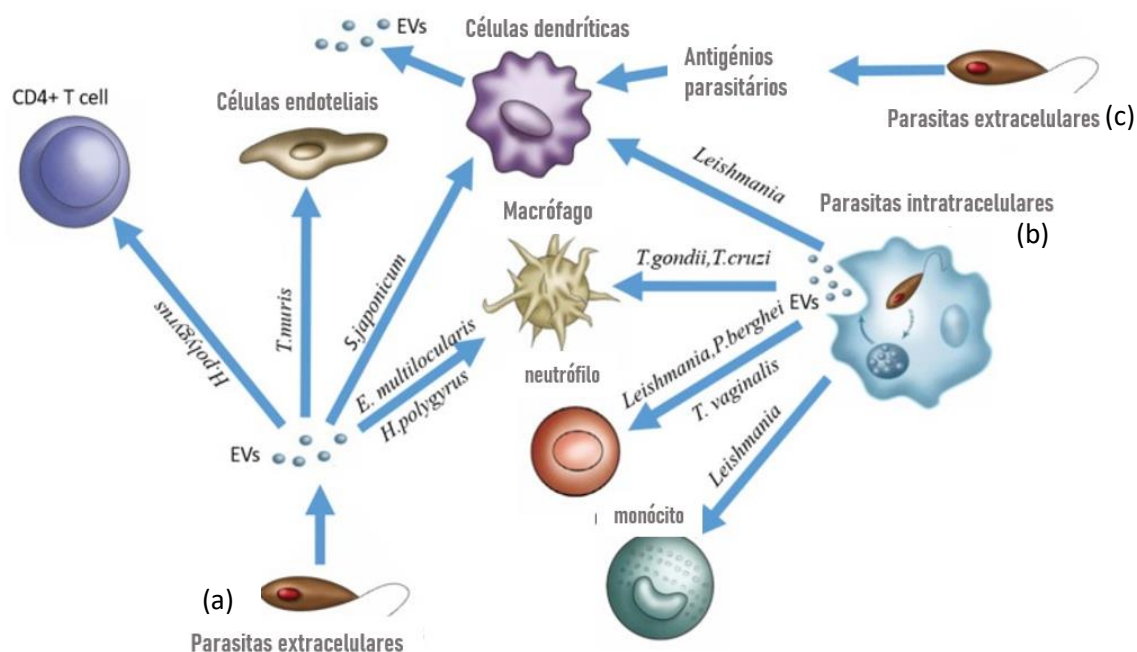 EVs
Células dendríticas
Antigénios
parasitários
CD4+ T cell
Células endoteliais
Parasitas extracelulares (c)
Leishmania
Macrófago
Parasitas intratracelulares
(b)
T.gondii,T.cruzi
EVs
H.polygyrus
T.muris
S.japonicum
E. multilocularis
H.polygyrus
neutrófilo
Leishmania,P.berghei
T. vaginalis
Leishmania
EVs
monócito
(a)
Parasitas extracelulares